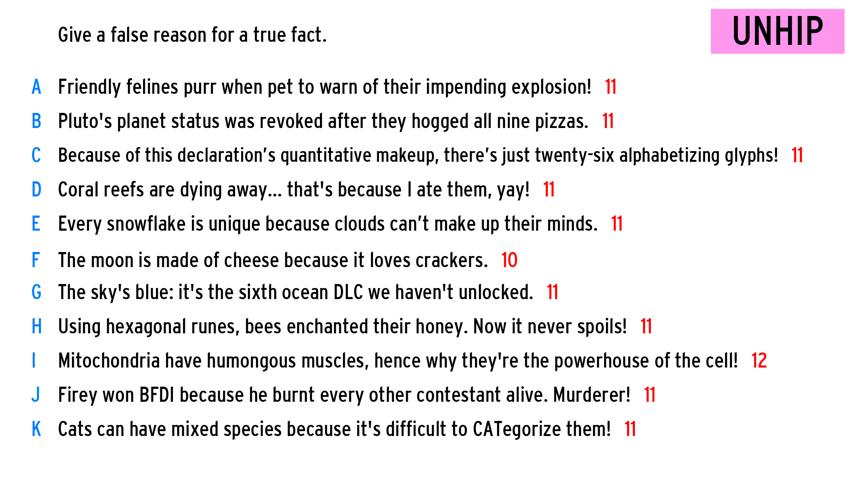 Give a false reason for a true fact.
UNHIP
A Friendly felines purr when pet to warn of their impending explosion! 11
B Pluto's planet status was revoked after they hogged all nine pizzas. 11
C Because of this declaration’s quantitative makeup, there’s just twenty-six alphabetizing glyphs! 11
D Coral reefs are dying away... that's because I ate them, yay! 11
E Every snowflake is unique because clouds can’t make up their minds. 11
F The moon is made of cheese because it loves crackers. 10
G The sky's blue: it's the sixth ocean DLC we haven't unlocked. 11
H Using hexagonal runes, bees enchanted their honey. Now it never spoils! 11
I Mitochondria have humongous muscles, hence why they're the powerhouse of the cell! 12
J Firey won BFDI because he burnt every other contestant alive. Murderer! 11
K Cats can have mixed species because it's difficult to CATegorize them! 11